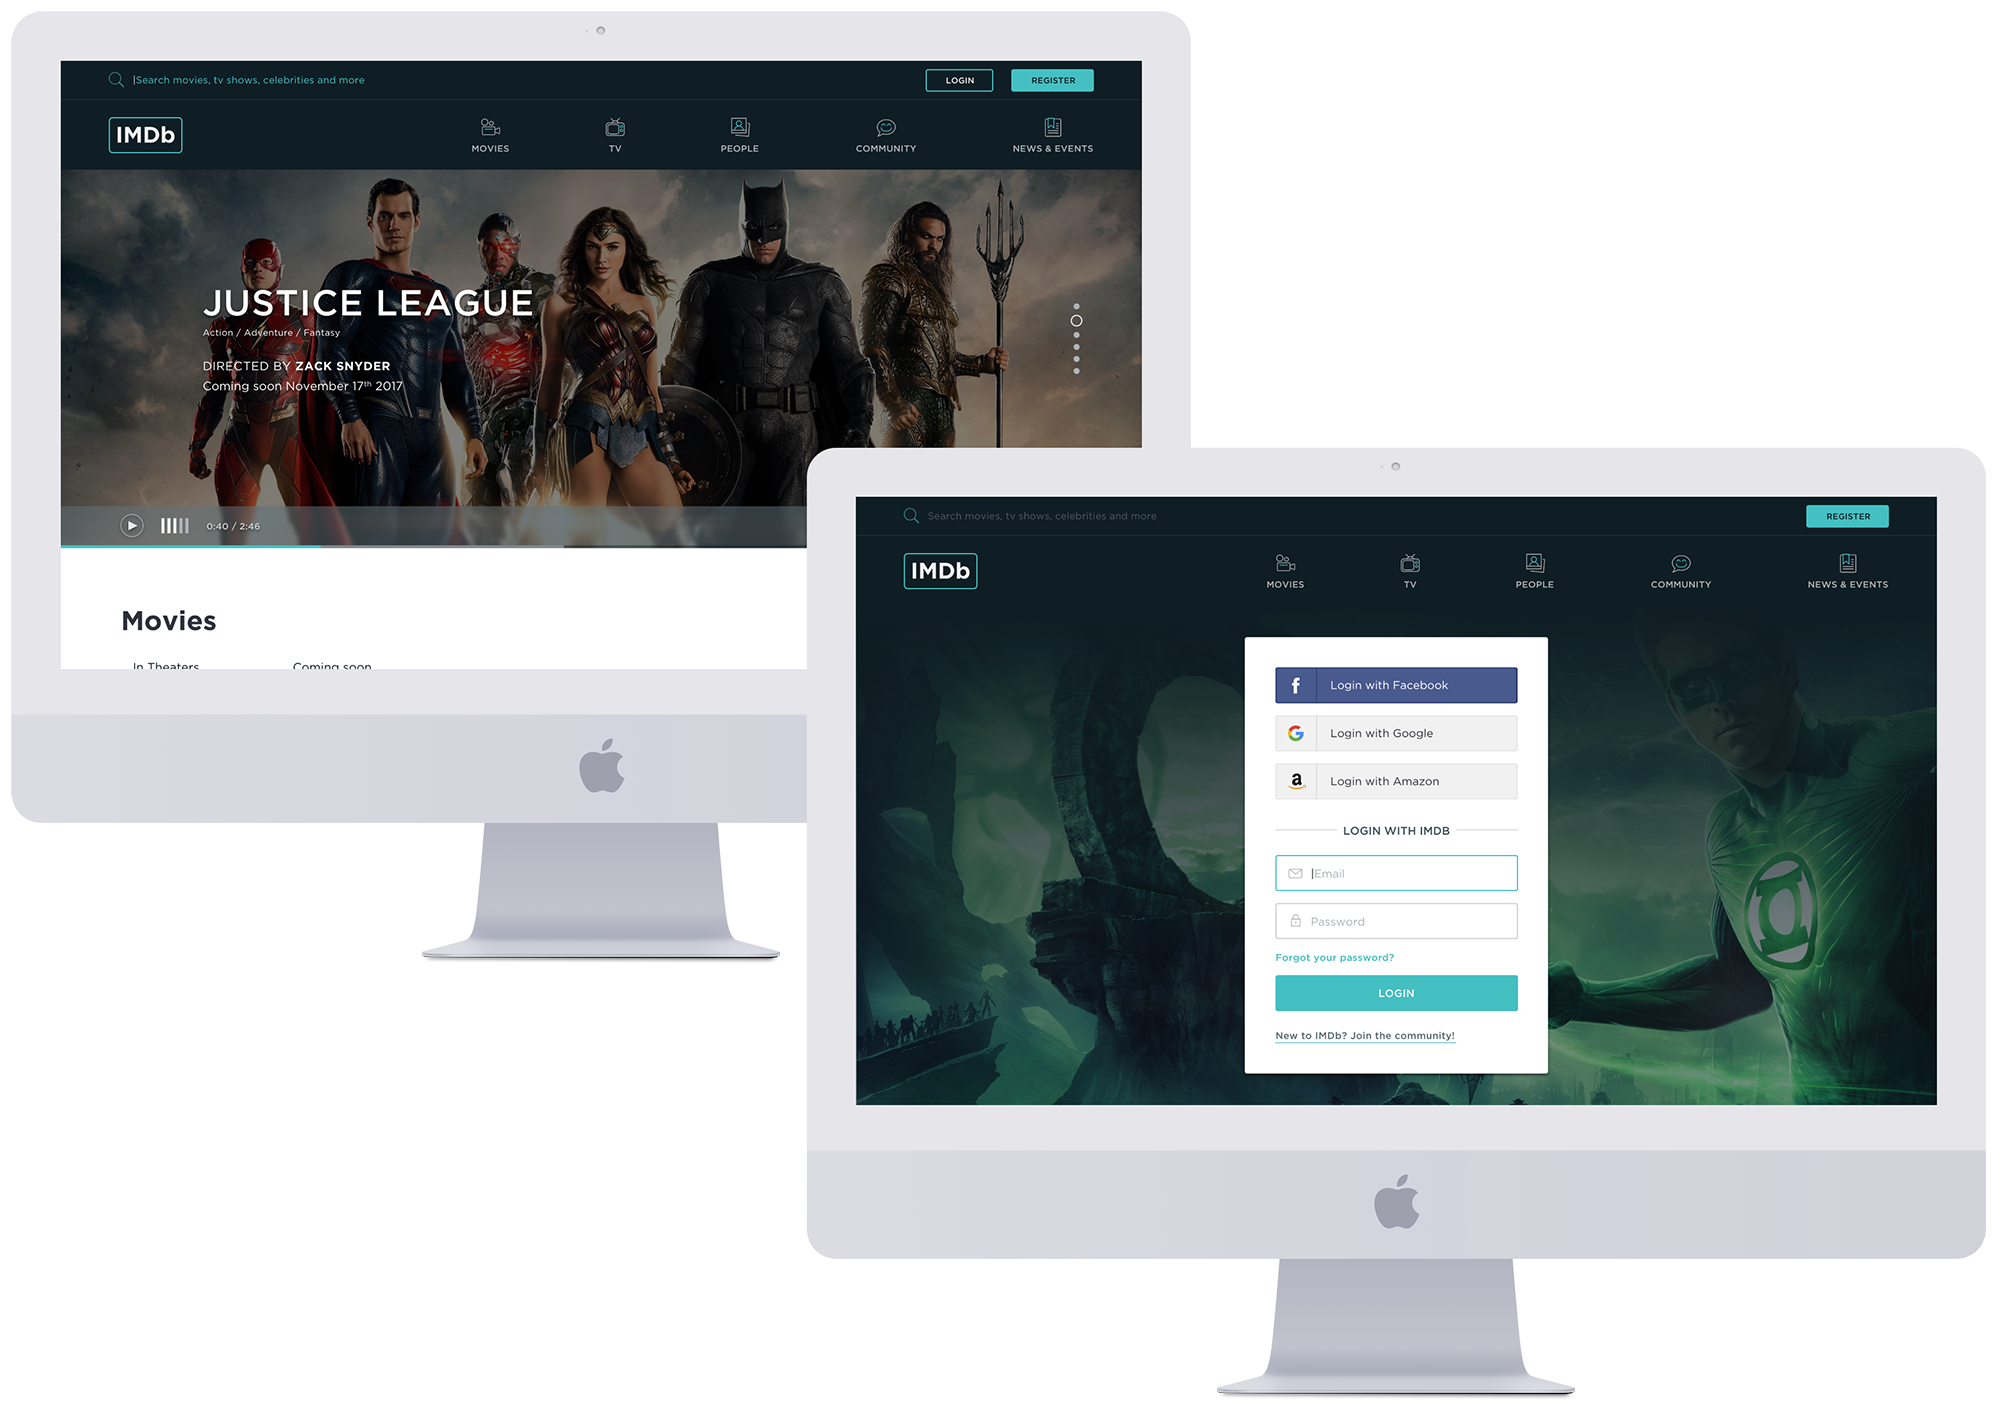 Search movies, tv shows, celebrities and more
LOGIN
REGISTER
IMDb
MOVIES
TV
PEOPLE
COMMUNITY
NEWS & EVENTS
JUSTICE LEAGUE
Action / Adventure / Fantasy
DIRECTED BY ZACK SNYDER
Coming soon November 17th 2017
0:40 / 2:46
Movies
In Theaters
Coming soon
Search movies, tv shows, celebrities and more
REGISTER
IMDb
MOVIES
TV
PEOPLE
COMMUNITY
NEWS & EVENTS
f Login with Facebook
G Login with Google
a Login with Amazon
LOGIN WITH IMDB
Email
Password
Forgot your password?
LOGIN
New to IMDb? Join the community!